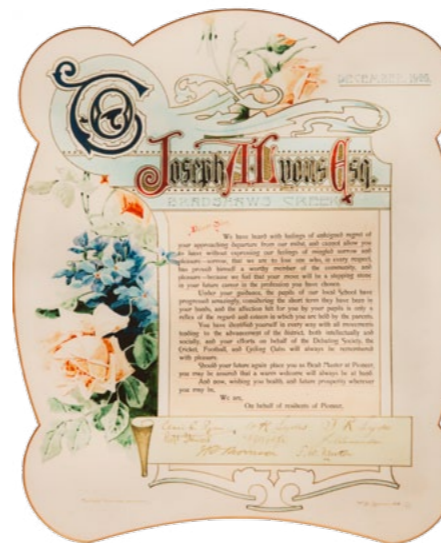 To
DECEMBER, 190
Joseph A. Lyons Esq.
BRADSHAWS CREEK
We have heard with feelings of unfeigned regret of
your approaching departure from our midst, and cannot allow you
to leave without expressing our feelings of mingled sorrow and
pleasure—sorrow, that we are to lose one who, in every respect,
has proved himself a worthy member of the community, and
pleasure—because we feel that your move will be a stepping stone
in your future career in the profession you have chosen.
Under your guidance, the pupils of our local School have
progressed amazingly, considering the short term they have been in
your hands, and the affection felt for you by your pupils is only a
reflex of the regard and esteem in which you are held by the parents.
You have identified yourself in every way with all movements
tending to the advancement of the district, both intellectually and
socially, and your efforts on behalf of the Debating Society, the
Cricket, Football, and Cycling Clubs will always be remembered
with pleasure.
Should your future again place you as Head Master of Pioneer,
you may be assured that a warm welcome will always be at hand.
And now, wishing you health, and future prosperity wherever
you may be,
We are,
On behalf of residents of Pioneer,
Thomson